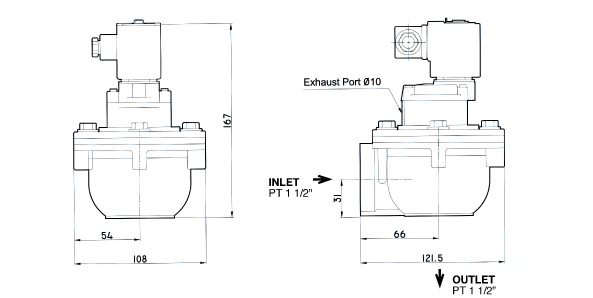 167
54
108
Exhaust Port Ø10
INLET
PT 1 1/2"
31
66
121.5
OUTLET
PT 1 1/2"